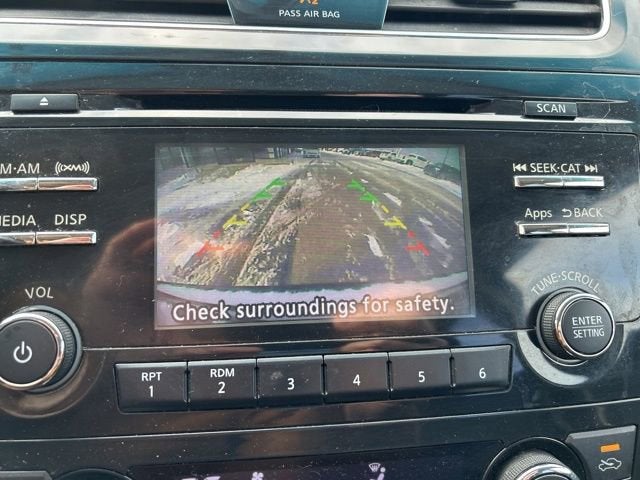 PASS AIR BAG
SCAN
M·AM ((XM))
SEEK·CAT
MEDIA DISP
Apps BACK
VOL
TUNE·SCROLL
Check surroundings for safety.
ENTER
SETTING
RPT
1
RDM
2
3
4
5
6